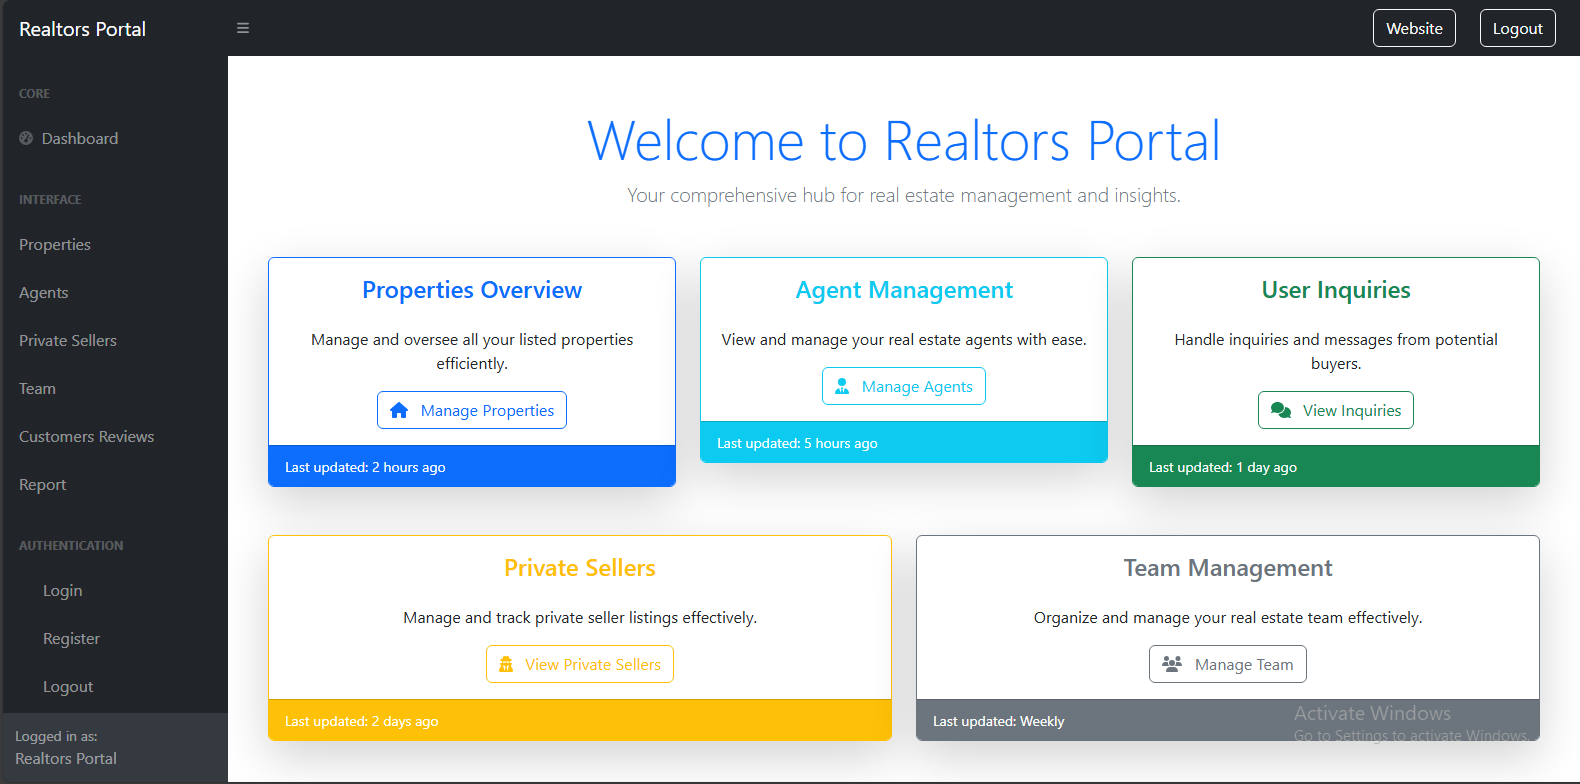 Realtors Portal
Website
Logout
CORE
Dashboard
INTERFACE
Properties
Agents
Private Sellers
Team
Customers Reviews
Report
AUTHENTICATION
Login
Register
Logout
Logged in as:
Realtors Portal
Welcome to Realtors Portal
Your comprehensive hub for real estate management and insights.
Properties Overview
Manage and oversee all your listed properties
efficiently.
Manage Properties
Last updated: 2 hours ago
Agent Management
View and manage your real estate agents with ease.
Manage Agents
Last updated: 5 hours ago
User Inquiries
Handle inquiries and messages from potential
buyers.
View Inquiries
Last updated: 1 day ago
Private Sellers
Manage and track private seller listings effectively.
View Private Sellers
Last updated: 2 days ago
Team Management
Organize and manage your real estate team effectively.
Manage Team
Last updated: Weekly
Activate Windows
Go to Settings to activate Windows.